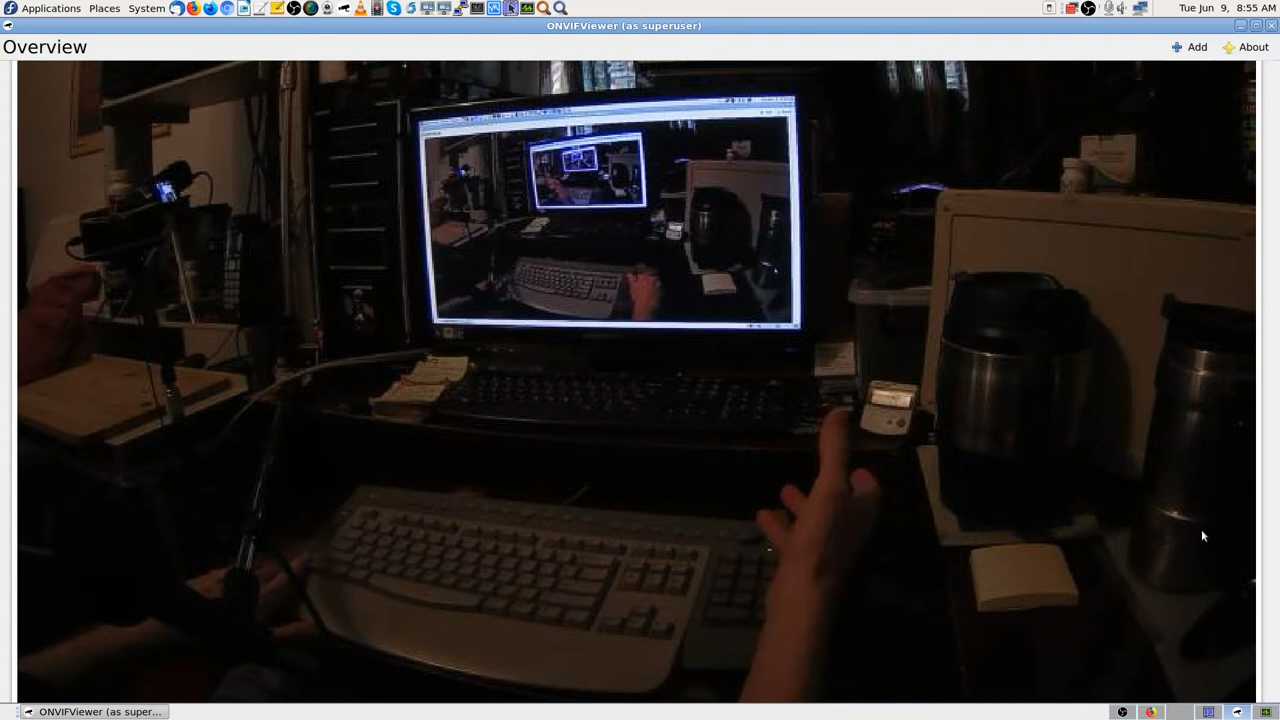 Applications Places System Tue Jun 9, 8:55 AM
ONVIFViewer (as superuser)
Overview Add About
ONVIFViewer (as super...